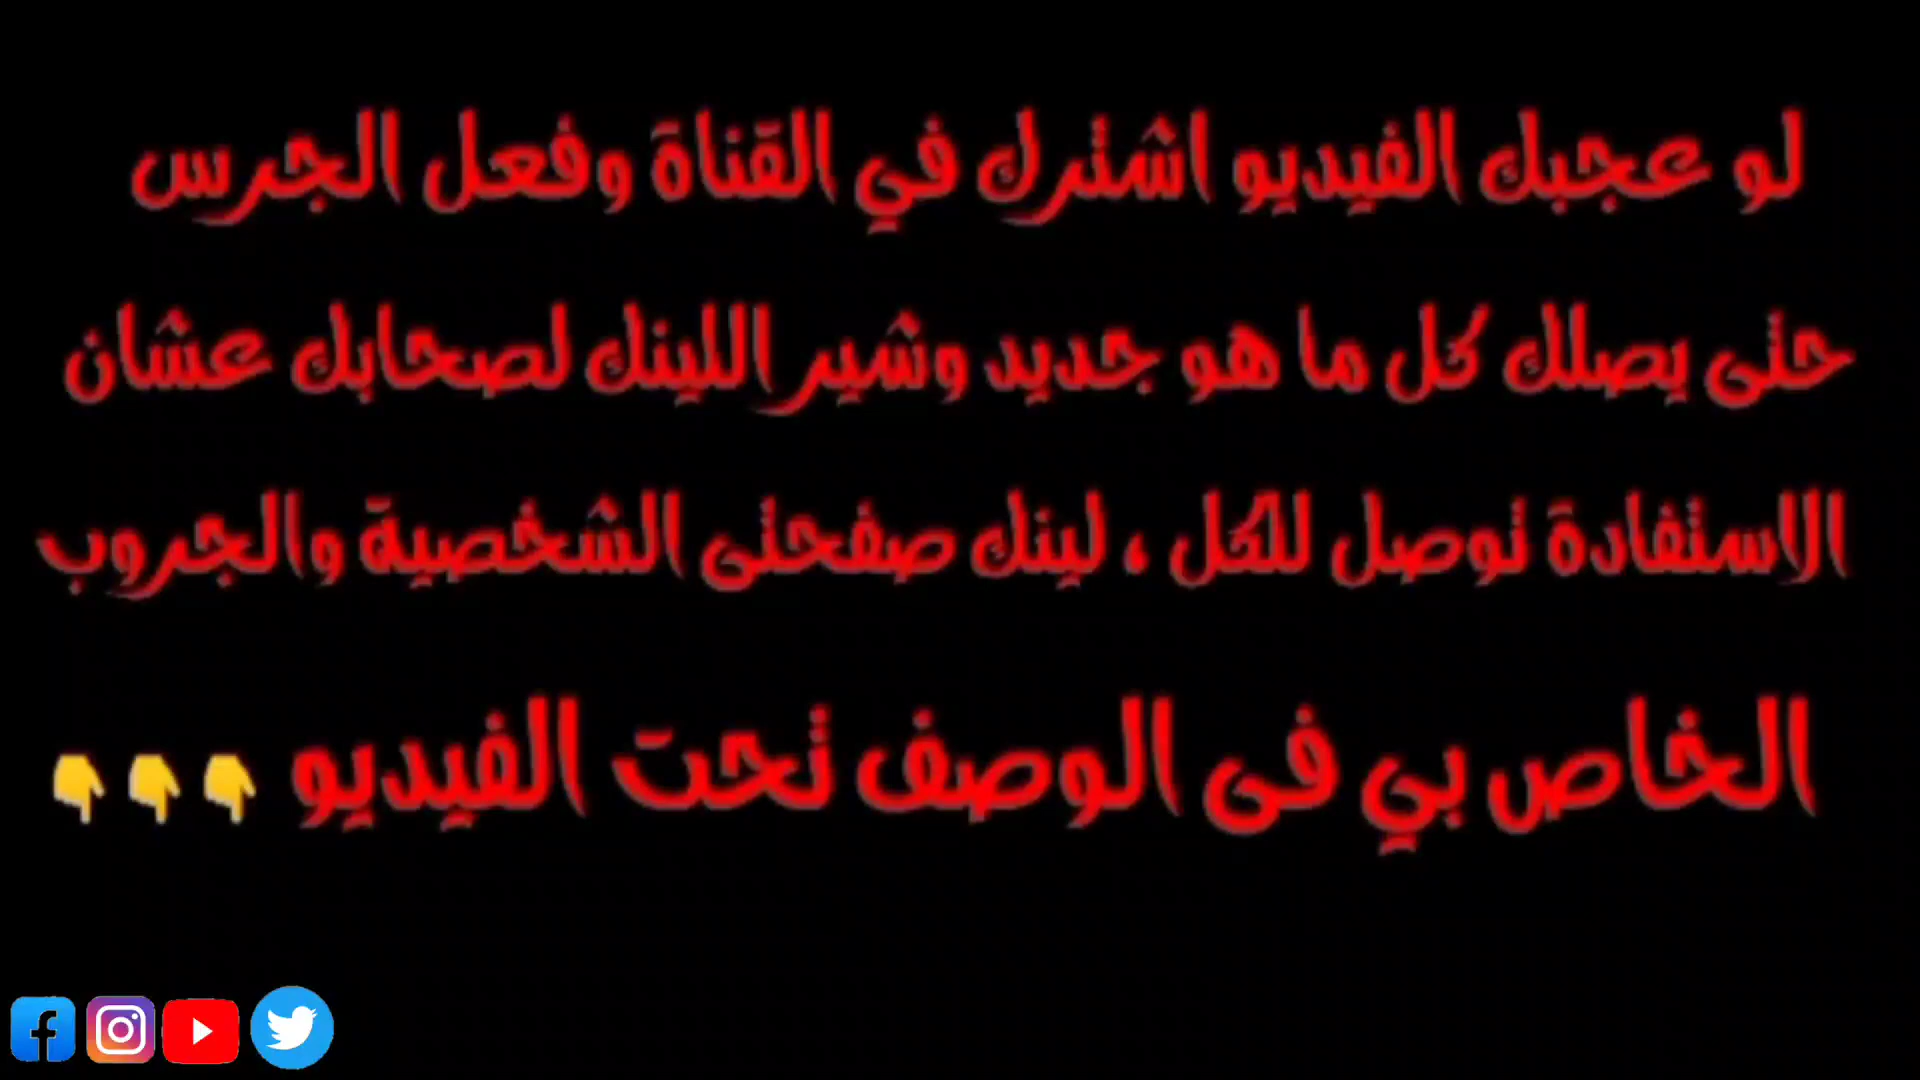 لو عجبك الفيديو اشترك في القناة وفعل الجرس
حتى يصلك كل ما هو جديد وشير اللينك لصحابك عشان
الاستفادة توصل للكل ، لينك صفحتى الشخصية والجروب
الخاص بي فى الوصف تحت الفيديو 👇👇👇